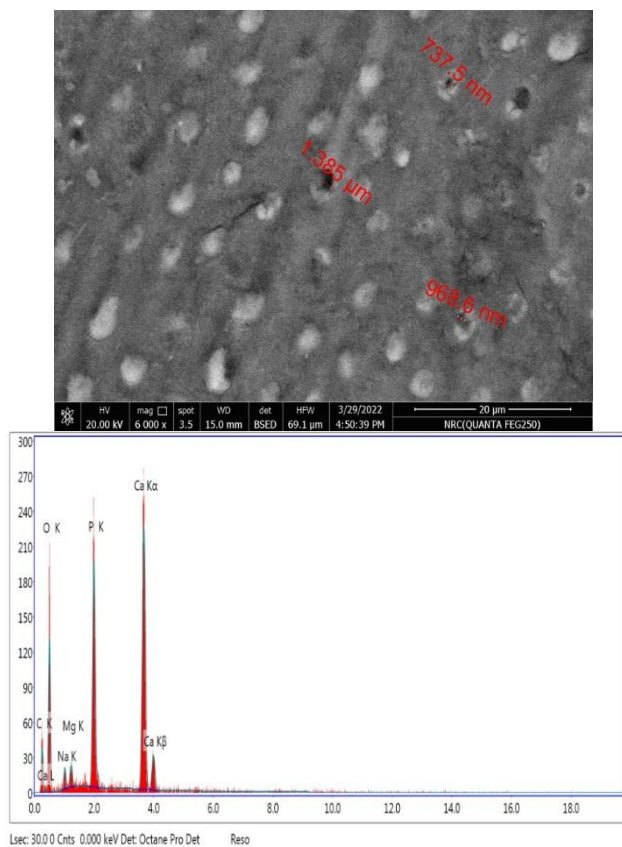 737.5 nm
1.385 µm
968.6 nm
HV mag □ spot WD det HFW 3/29/2022 20 µm
20.00 kV 6 000 x 3.5 15.0 mm BSED 69.1 µm 4:50:39 PM NRC(QUANTA FEG250)
300
270
Ca Kα
240
O K P K
210
180
150
120
90
60
C K Mg K
Ca Kβ
30
Na K
Ca L
0
0.0 2.0 4.0 6.0 8.0 10.0 12.0 14.0 16.0 18.0
Lsec: 30.0 0 Cnts 0.000 keV Det: Octane Pro Det Reso